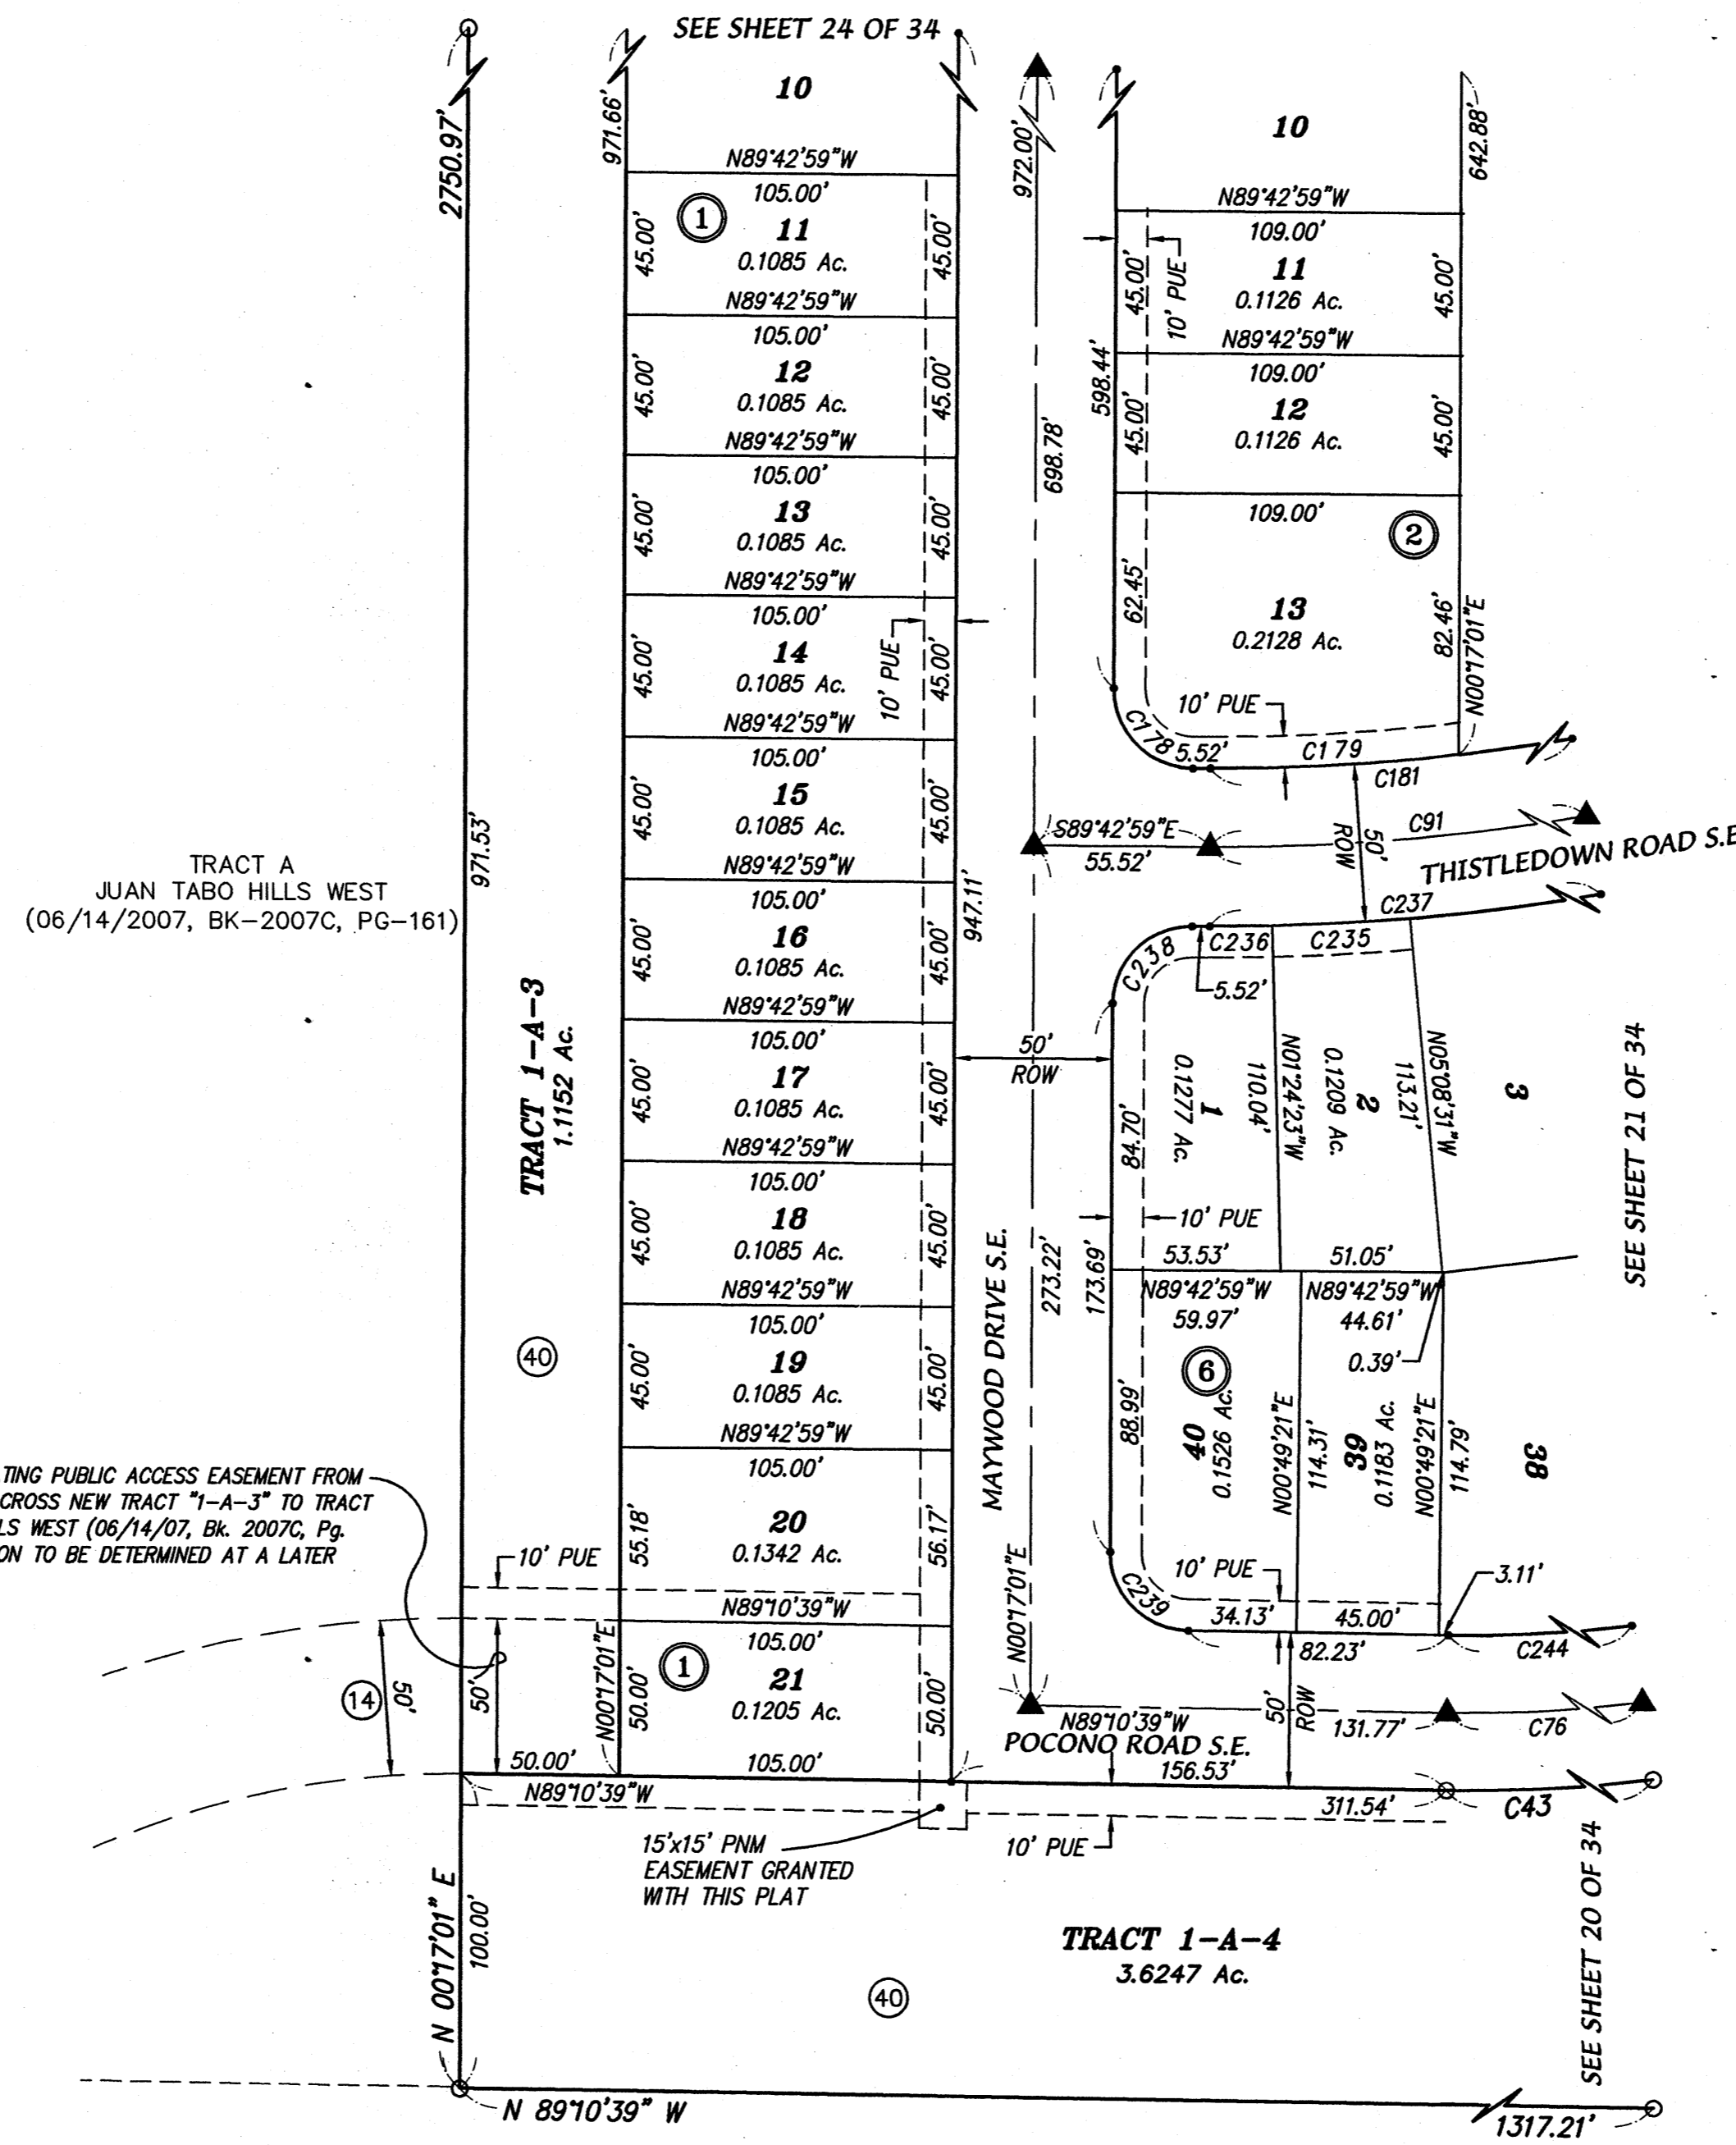 SEE SHEET 24 OF 34
2750.97'
971.66'
10
N89°42'59"W
105.00'
1
45.00'
11
0.1085 Ac.
45.00'
N89°42'59"W
105.00'
45.00'
12
0.1085 Ac.
45.00'
N89°42'59"W
105.00'
45.00'
13
0.1085 Ac.
45.00'
N89°42'59"W
105.00'
45.00'
14
0.1085 Ac.
10' PUE
45.00'
N89°42'59"W
105.00'
45.00'
15
0.1085 Ac.
45.00'
N89°42'59"W
105.00'
45.00'
16
0.1085 Ac.
45.00'
N89°42'59"W
105.00'
45.00'
17
0.1085 Ac.
45.00'
N89°42'59"W
105.00'
45.00'
18
0.1085 Ac.
45.00'
N89°42'59"W
105.00'
45.00'
19
0.1085 Ac.
45.00'
N89°42'59"W
105.00'
55.18'
20
0.1342 Ac.
56.17'
10' PUE
N89°10'39"W
105.00'
N00°17'01"E
1
50.00'
21
0.1205 Ac.
50.00'
50.00'
105.00'
N89°10'39"W
971.53'
947.11'
TRACT A
JUAN TABO HILLS WEST
(06/14/2007, BK-2007C, PG-161)
TRACT 1-A-3
1.1152 Ac.
40
TING PUBLIC ACCESS EASEMENT FROM
CROSS NEW TRACT "1-A-3" TO TRACT
LS WEST (06/14/07, Bk. 2007C, Pg.
ON TO BE DETERMINED AT A LATER
14
50'
50'
972.00'
698.78'
598.44'
642.88'
10
N89°42'59"W
109.00'
45.00'
10' PUE
11
0.1126 Ac.
45.00'
N89°42'59"W
109.00'
45.00'
12
0.1126 Ac.
45.00'
109.00'
2
62.45'
13
0.2128 Ac.
82.46'
N00°17'01"E
10' PUE
C178
5.52'
C179
C181
S89°42'59"E
55.52'
50'
ROW
C91
THISTLEDOWN ROAD S.E
C237
C238
C236
C235
5.52'
50'
ROW
84.70'
0.1277 Ac.
1
110.04'
N01°24'23"W
0.1209 Ac.
2
113.21'
N05°08'31"W
3
SEE SHEET 21 OF 34
10' PUE
53.53'
51.05'
N89°42'59"W
N89°42'59"W
59.97'
44.61'
0.39'
MAYWOOD DRIVE S.E.
N00°17'01"E
273.22'
173.69'
88.99'
6
40
0.1526 Ac.
N00°49'21"E
114.31'
39
0.1183 Ac.
N00°49'21"E
114.79'
38
10' PUE
3.11'
C239
34.13'
45.00'
82.23'
C244
50'
ROW
N89°10'39"W
131.77'
C76
POCONO ROAD S.E.
156.53'
311.54'
C43
10' PUE
15'x15' PNM
EASEMENT GRANTED
WITH THIS PLAT
N 00°17'01" E
100.00'
TRACT 1-A-4
3.6247 Ac.
40
SEE SHEET 20 OF 34
N 89°10'39" W
1317.21'